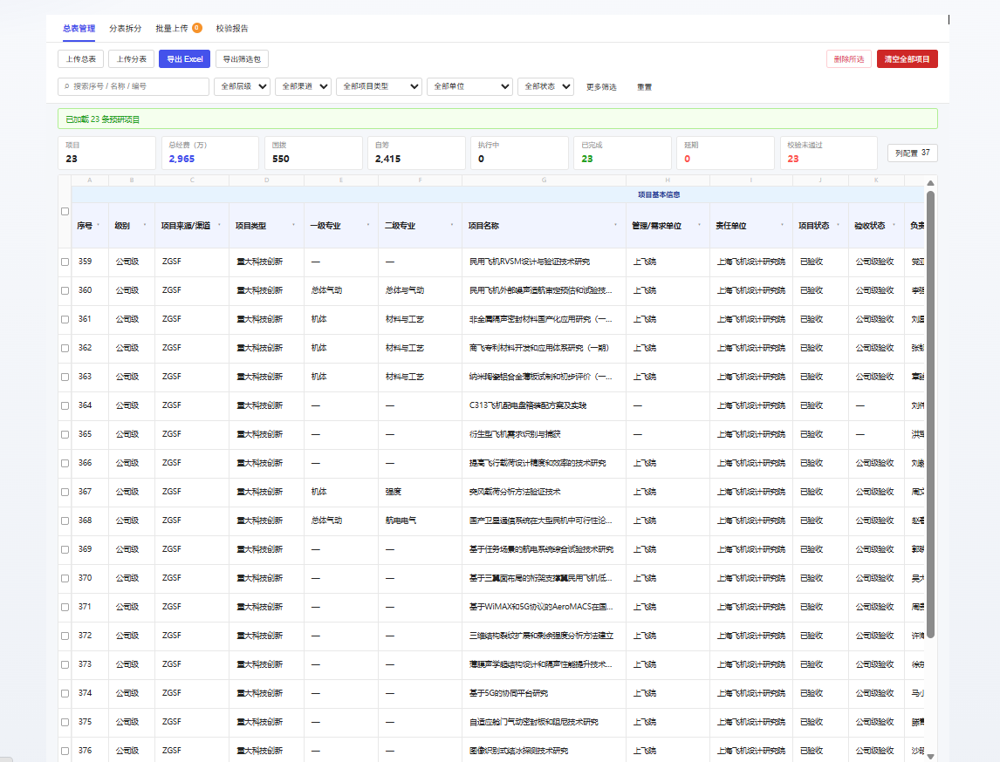 总表管理 分表拆分 批量上传 0 校验报告
上传总表 上传分表 导出 Excel 导出筛选包 删除所选 清空全部项目
搜索序号 / 名称 / 编号 全部层级 全部渠道 全部项目类型 全部单位 全部状态 更多筛选 重置
已加载 23 条预研项目
项目 总经费（万） 国拨 自筹 执行中 已完成 延期 校验未通过
23 2,965 550 2,415 0 23 0 23 列配置 37
A B C D E F G H I J K
项目基本信息
序号 级别 项目来源/渠道 项目类型 一级专业 二级专业 项目名称 管理/需求单位 责任单位 项目状态 验收状态 负责
359 公司级 ZGSF 重大科技创新 — — 民用飞机RVSM设计与验证技术研究 上飞院 上海飞机设计研究院 已验收 公司级验收
360 公司级 ZGSF 重大科技创新 总体气动 总体与气动 民用飞机外部噪声适航审定预估和试验技... 上飞院 上海飞机设计研究院 已验收 公司级验收 李强
361 公司级 ZGSF 重大科技创新 机体 材料与工艺 非金属隔声密封材料国产化应用研究（一... 上飞院 上海飞机设计研究院 已验收 公司级验收
362 公司级 ZGSF 重大科技创新 机体 材料与工艺 商飞专利材料开发和应用体系研究（一期） 上飞院 上海飞机设计研究院 已验收 公司级验收
363 公司级 ZGSF 重大科技创新 机体 材料与工艺 纳米陶瓷铝合金薄板试制和初步评价（一... 上飞院 上海飞机设计研究院 已验收 公司级验收
364 公司级 ZGSF 重大科技创新 — — C313飞机配电盘箱装配方案及实践 — 上海飞机设计研究院 已验收 — 刘伟
365 公司级 ZGSF 重大科技创新 — — 衍生型飞机需求识别与捕获 — 上海飞机设计研究院 已验收 —
366 公司级 ZGSF 重大科技创新 — — 提高飞行载荷设计精度和效率的技术研究 上飞院 上海飞机设计研究院 已验收 公司级验收
367 公司级 ZGSF 重大科技创新 机体 强度 突风载荷分析方法验证技术 上飞院 上海飞机设计研究院 已验收 公司级验收 周文
368 公司级 ZGSF 重大科技创新 总体气动 航电电气 国产卫星通信系统在大型民机中可行性论... 上飞院 上海飞机设计研究院 已验收 公司级验收 赵春
369 公司级 ZGSF 重大科技创新 — — 基于任务场景的航电系统综合试验技术研究 上飞院 上海飞机设计研究院 已验收 公司级验收
370 公司级 ZGSF 重大科技创新 — — 基于三翼面布局的桁架支撑翼民用飞机低... 上飞院 上海飞机设计研究院 已验收 公司级验收 吴大
371 公司级 ZGSF 重大科技创新 — — 基于WiMAX和5G协议的AeroMACS在国... 上飞院 上海飞机设计研究院 已验收 公司级验收 周贵
372 公司级 ZGSF 重大科技创新 — — 三维结构裂纹扩展和剩余强度分析方法建立 上飞院 上海飞机设计研究院 已验收 公司级验收 许海
373 公司级 ZGSF 重大科技创新 — — 薄膜声学超结构设计和隔声性能提升技术... 上飞院 上海飞机设计研究院 已验收 公司级验收
374 公司级 ZGSF 重大科技创新 — — 基于5G的协同平台研究 上飞院 上海飞机设计研究院 已验收 公司级验收 马小
375 公司级 ZGSF 重大科技创新 — — 自适应舱门气动密封板和阻尼技术研究 上飞院 上海飞机设计研究院 已验收 公司级验收
376 公司级 ZGSF 重大科技创新 — — 图像识别式结冰探测技术研究 上飞院 上海飞机设计研究院 已验收 公司级验收